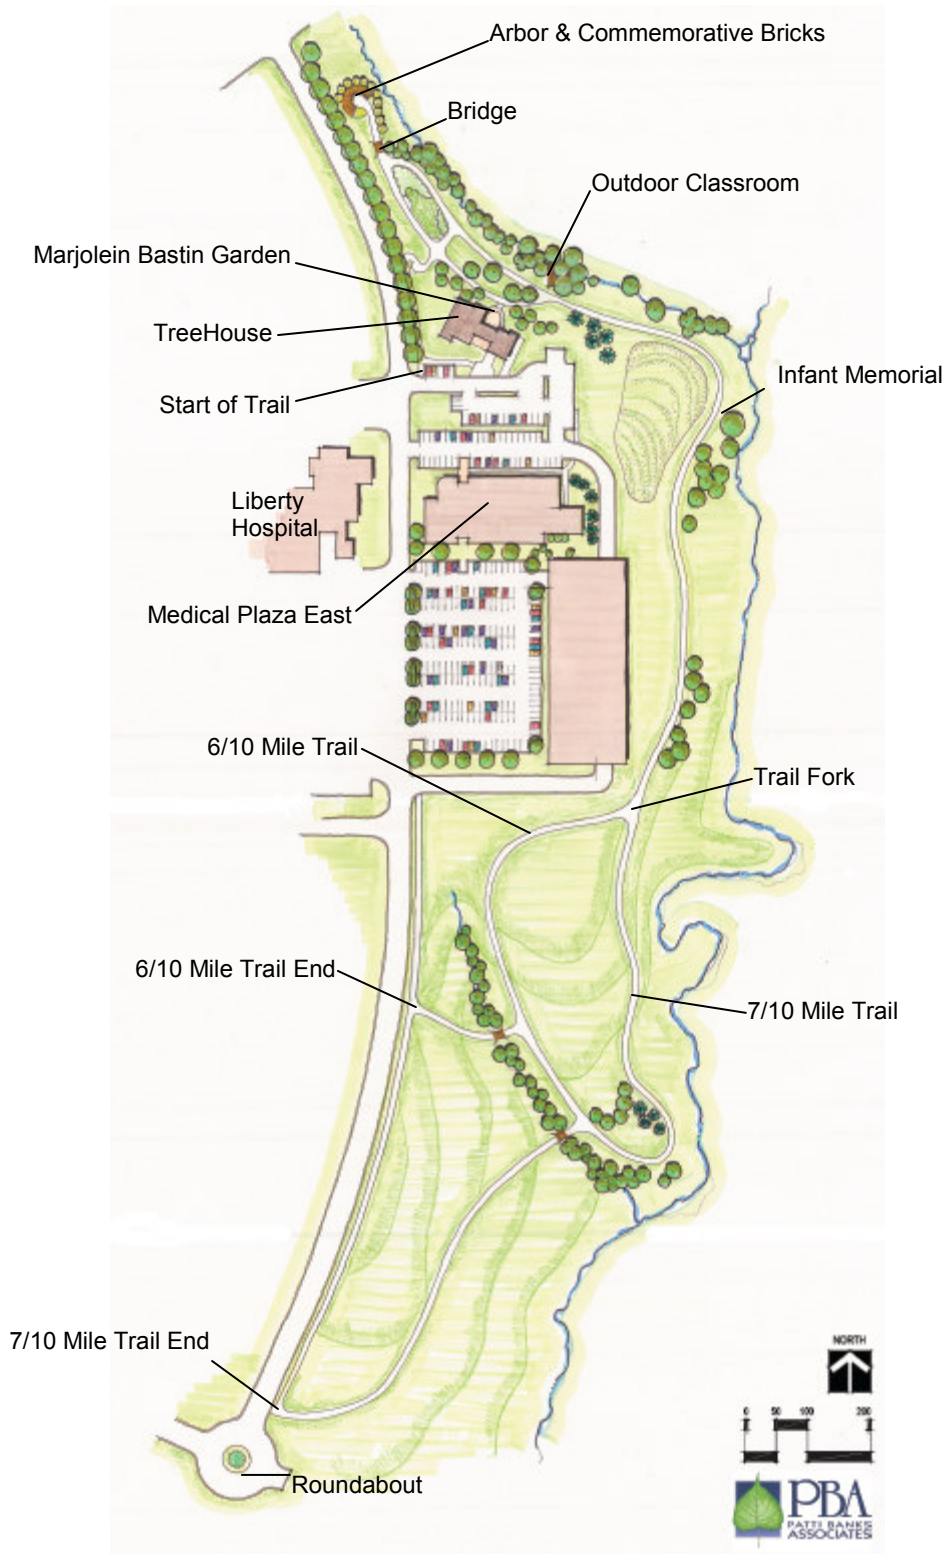 Arbor & Commemorative Bricks
Bridge
Outdoor Classroom
Marjolein Bastin Garden
TreeHouse
Infant Memorial
Start of Trail
Liberty
Hospital
Medical Plaza East
6/10 Mile Trail
Trail Fork
6/10 Mile Trail End
7/10 Mile Trail
7/10 Mile Trail End
NORTH
0 50 100 200
Roundabout
PBA
PATTI BANKS
ASSOCIATES